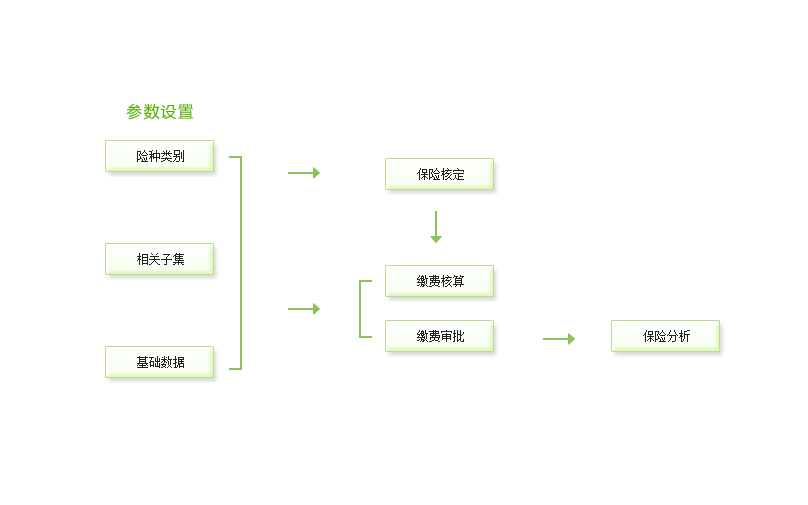 参数设置
险种类别
相关子集
基础数据
保险核定
缴费核算
缴费审批
保险分析